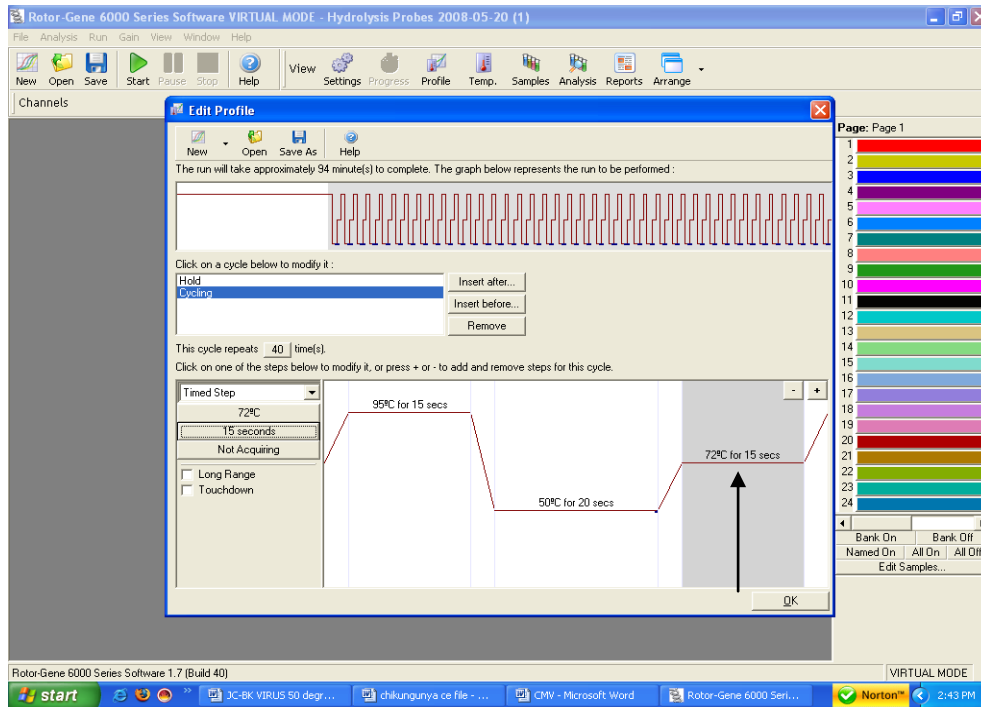 Rotor-Gene 6000 Series Software VIRTUAL MODE - Hydrolysis Probes 2008-05-20 (1)
File Analysis Run Gain View Window Help
New Open Save Start Pause Stop Help View Settings Progress Profile Temp. Samples Analysis Reports Arrange
Channels
Edit Profile
New Open Save As Help
The run will take approximately 94 minute(s) to complete. The graph below represents the run to be performed :
Click on a cycle below to modify it :
Hold
Cycling
Insert after...
Insert before...
Remove
This cycle repeats 40 time(s).
Click on one of the steps below to modify it, or press + or - to add and remove steps for this cycle.
Timed Step
72ºC
15 seconds
Not Acquiring
Long Range
Touchdown
- +
95ºC for 15 secs
50ºC for 20 secs
72ºC for 15 secs
OK
Page: Page 1
1
2
3
4
5
6
7
8
9
10
11
12
13
14
15
16
17
18
19
20
21
22
23
24
Bank On Bank Off
Named On All On All Off
Edit Samples...
Rotor-Gene 6000 Series Software 1.7 (Build 40) VIRTUAL MODE
start » JC-BK VIRUS 50 degr... chikungunya ce file - ... CMV - Microsoft Word Rotor-Gene 6000 Seri... Norton™ 2:43 PM